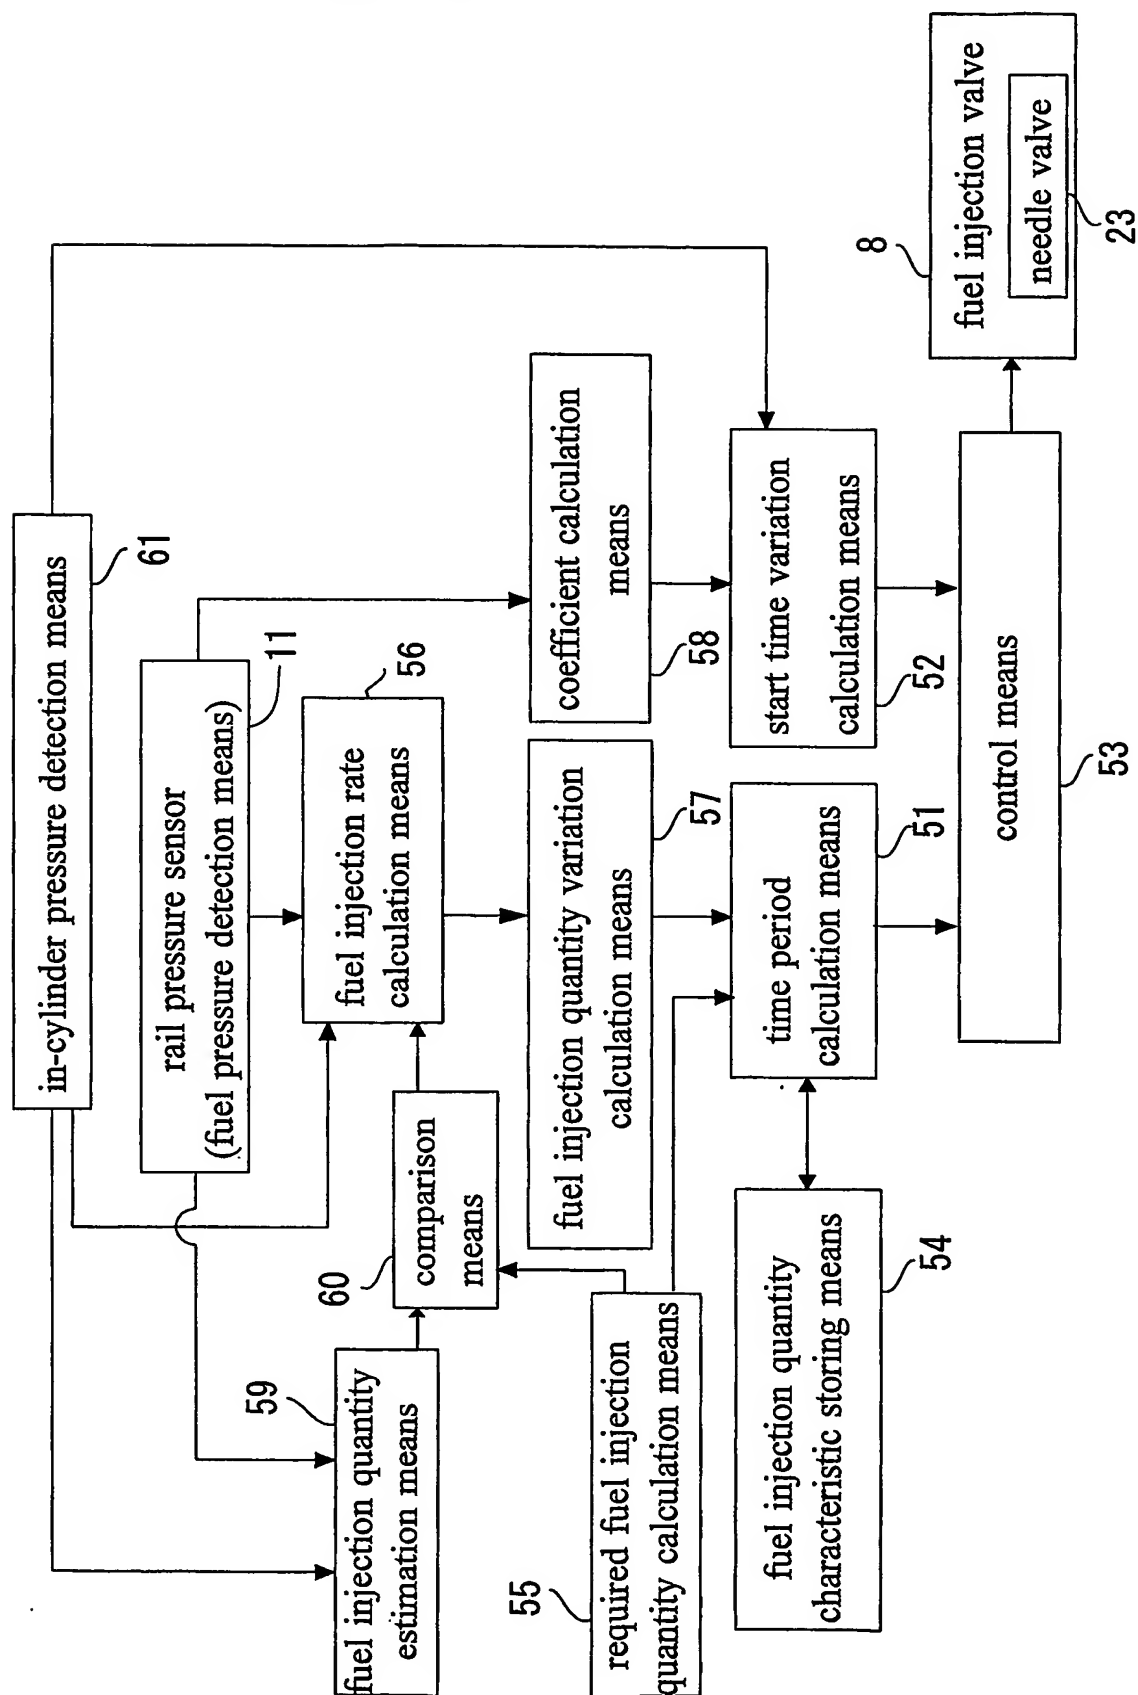 in-cylinder pressure detection means
61
rail pressure sensor
(fuel pressure detection means)
11
fuel injection quantity
estimation means
59
comparison
means
60
fuel injection rate
calculation means
56
required fuel injection
quantity calculation means
55
fuel injection quantity variation
calculation means
57
coefficient calculation
means
58
fuel injection quantity
characteristic storing means
54
time period
calculation means
51
start time variation
calculation means
52
control means
53
fuel injection valve
8
needle valve
23